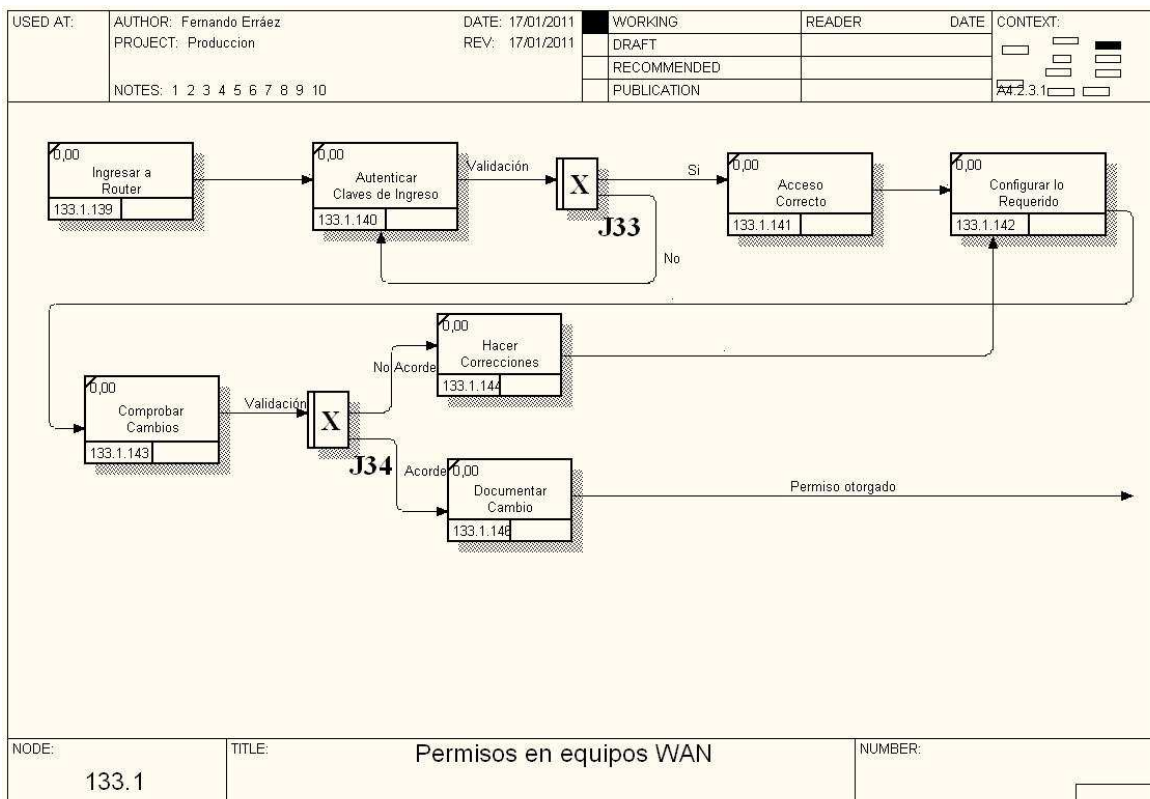 USED AT:
AUTHOR: Fernando Erráez
DATE: 17/01/2011
PROJECT: Produccion
REV: 17/01/2011
NOTES: 1 2 3 4 5 6 7 8 9 10
WORKING
DRAFT
RECOMMENDED
PUBLICATION
READER
DATE
CONTEXT:
A4.2.3.1
0,00
Ingresar a
Router
133.1.139
0,00
Autenticar
Claves de Ingreso
133.1.140
Validación
X
J33
Si
No
0,00
Acceso
Correcto
133.1.141
0,00
Configurar lo
Requerido
133.1.142
0,00
Comprobar
Cambios
133.1.143
Validación
X
J34
No Acorde
0,00
Hacer
Correcciones
133.1.144
Acorde
0,00
Documentar
Cambio
133.1.146
Permiso otorgado
NODE:
133.1
TITLE:
Permisos en equipos WAN
NUMBER: